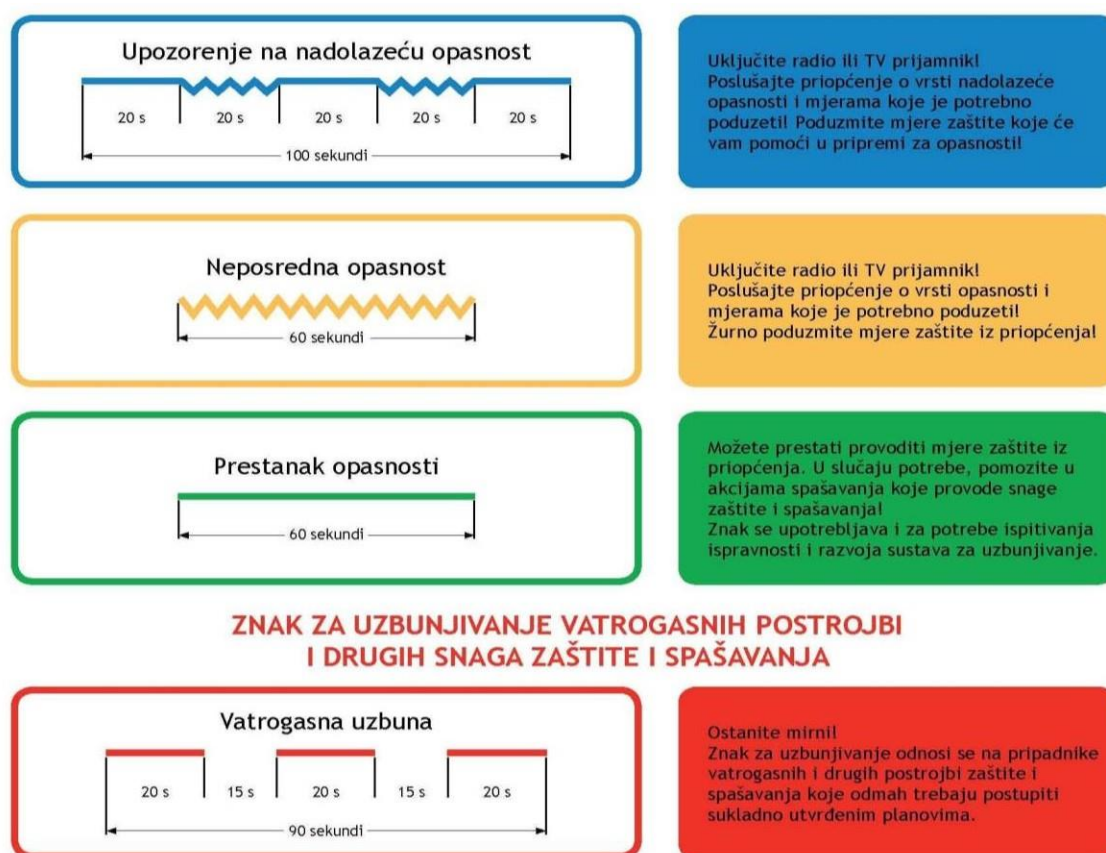 Upozorenje na nadolazeću opasnost
20 s 20 s 20 s 20 s 20 s
100 sekundi
Uključite radio ili TV prijamnik!
Poslušajte priopćenje o vrsti nadolazeće
opasnosti i mjerama koje je potrebno
poduzeti! Poduzmite mjere zaštite koje će
vam pomoći u pripremi za opasnosti!
Neposredna opasnost
60 sekundi
Uključite radio ili TV prijamnik!
Poslušajte priopćenje o vrsti opasnosti i
mjerama koje je potrebno poduzeti!
Žurno poduzmite mjere zaštite iz priopćenja!
Prestanak opasnosti
60 sekundi
Možete prestati provoditi mjere zaštite iz
priopćenja. U slučaju potrebe, pomozite u
akcijama spašavanja koje provode snage
zaštite i spašavanja!
Znak se upotrebljava i za potrebe ispitivanja
ispravnosti i razvoja sustava za uzbunjivanje.
ZNAK ZA UZBUNJIVANJE VATROGASNIH POSTROJBI
I DRUGIH SNAGA ZAŠTITE I SPAŠAVANJA
Vatrogasna uzbuna
20 s 15 s 20 s 15 s 20 s
90 sekundi
Ostanite mirni!
Znak za uzbunjivanje odnosi se na pripadnike
vatrogasnih i drugih postrojbi zaštite i
spašavanja koje odmah trebaju postupiti
sukladno utvrđenim planovima.